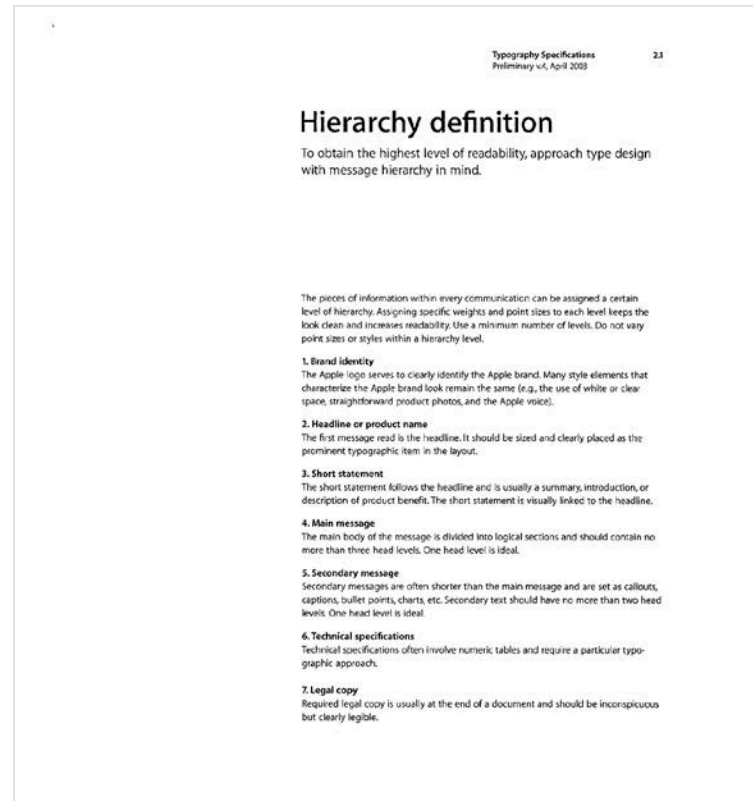 Typography Specifications 2.1
Preliminary v.4, April 2003
Hierarchy definition
To obtain the highest level of readability, approach type design
with message hierarchy in mind.
The pieces of information within every communication can be assigned a certain
level of hierarchy. Assigning specific weights and point sizes to each level keeps the
look clean and increases readability. Use a minimum number of levels. Do not vary
point sizes or styles within a hierarchy level.
1. Brand identity
The Apple logo serves to clearly identify the Apple brand. Many style elements that
characterize the Apple brand look remain the same (e.g., the use of white or clear
space, straightforward product photos, and the Apple voice).
2. Headline or product name
The first message read is the headline. It should be sized and clearly placed as the
prominent typographic item in the layout.
3. Short statement
The short statement follows the headline and is usually a summary, introduction, or
description of product benefit. The short statement is visually linked to the headline.
4. Main message
The main body of the message is divided into logical sections and should contain no
more than three head levels. One head level is ideal.
5. Secondary message
Secondary messages are often shorter than the main message and are set as callouts,
captions, bullet points, charts, etc. Secondary text should have no more than two head
levels. One head level is ideal.
6. Technical specifications
Technical specifications often involve numeric tables and require a particular typo-
graphic approach.
7. Legal copy
Required legal copy is usually at the end of a document and should be inconspicuous
but clearly legible.